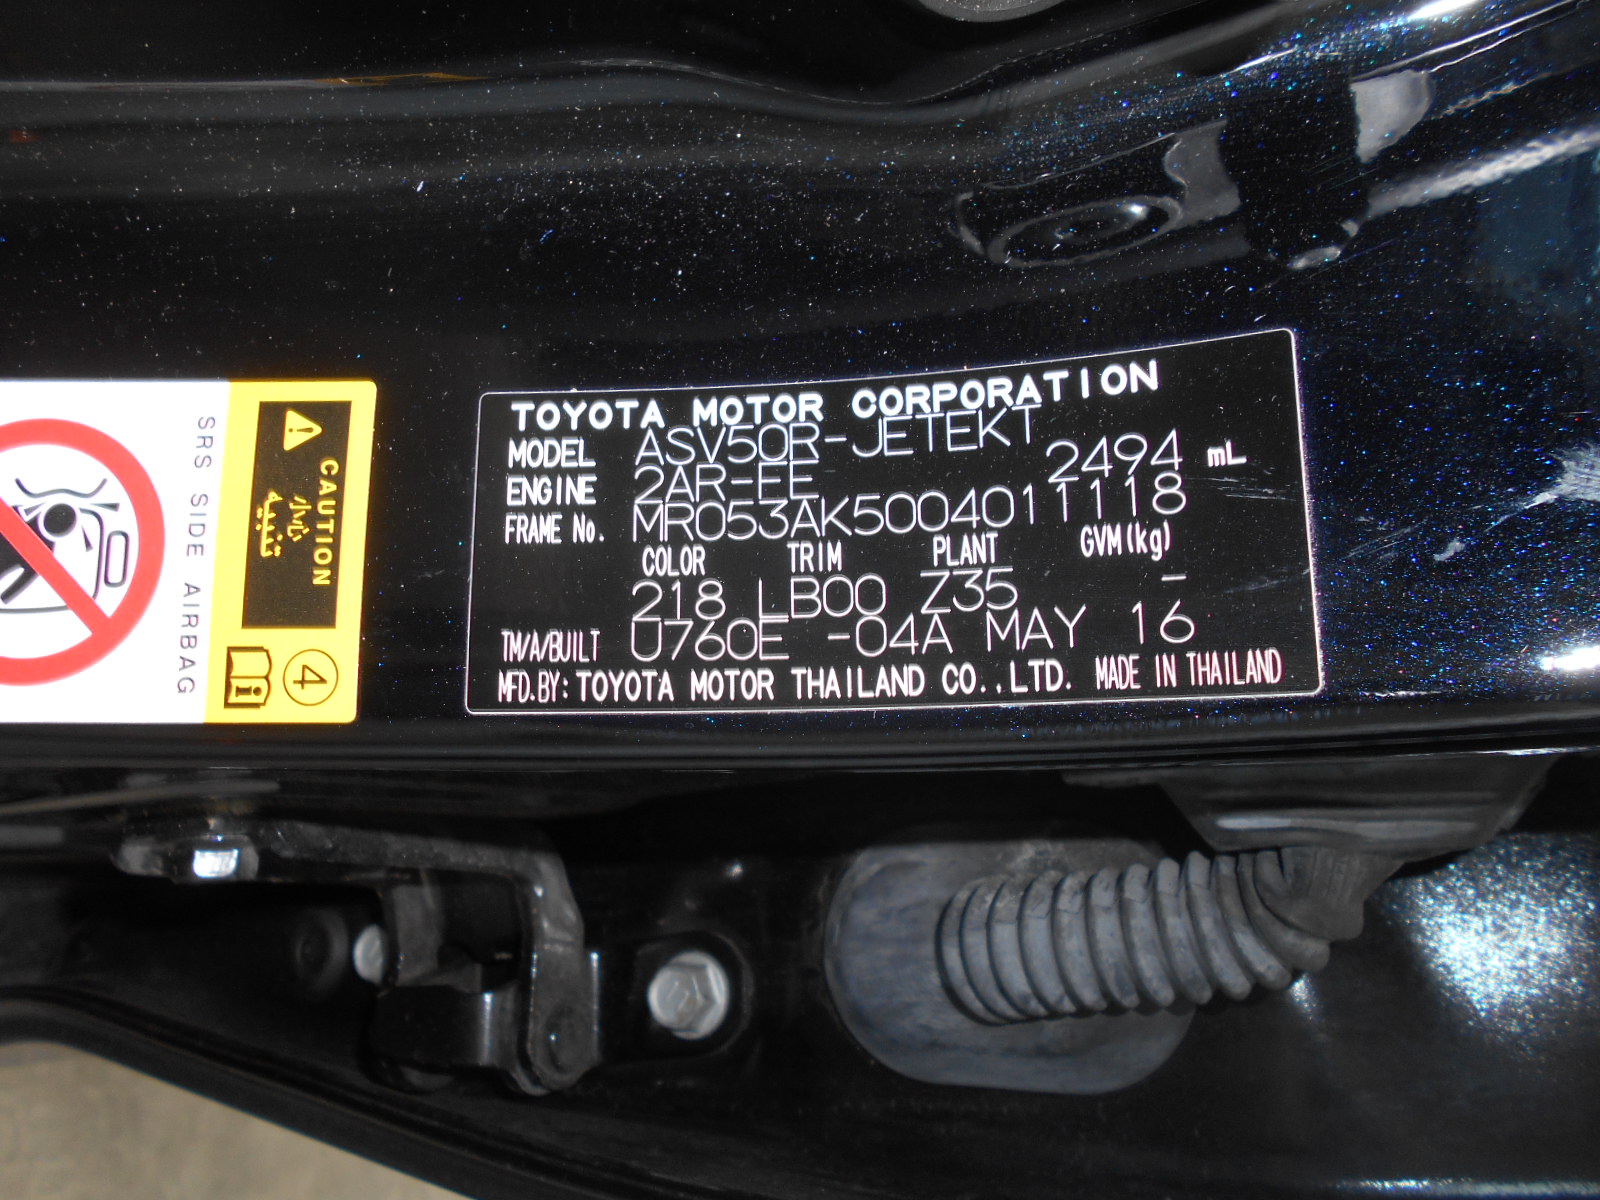 SRS SIDE AIRBAG
CAUTION
تنبيه
4
i
TOYOTA MOTOR CORPORATION
MODEL ASV50R-JETEKT
ENGINE 2AR-FE 2494 mL
FRAME No. MR053AK5004011118
COLOR TRIM PLANT GVM(kg)
218 LB00 Z35 -
TM/A/BUILT U760E -04A MAY 16
MFD.BY:TOYOTA MOTOR THAILAND CO.,LTD. MADE IN THAILAND